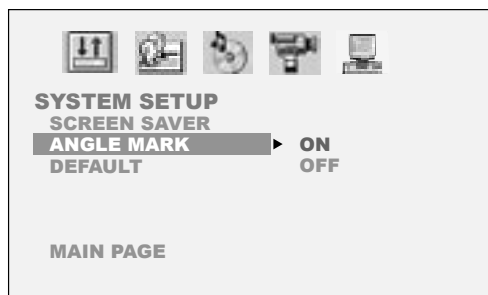 SYSTEM SETUP
SCREEN SAVER
ANGLE MARK ▶ ON
DEFAULT OFF
MAIN PAGE